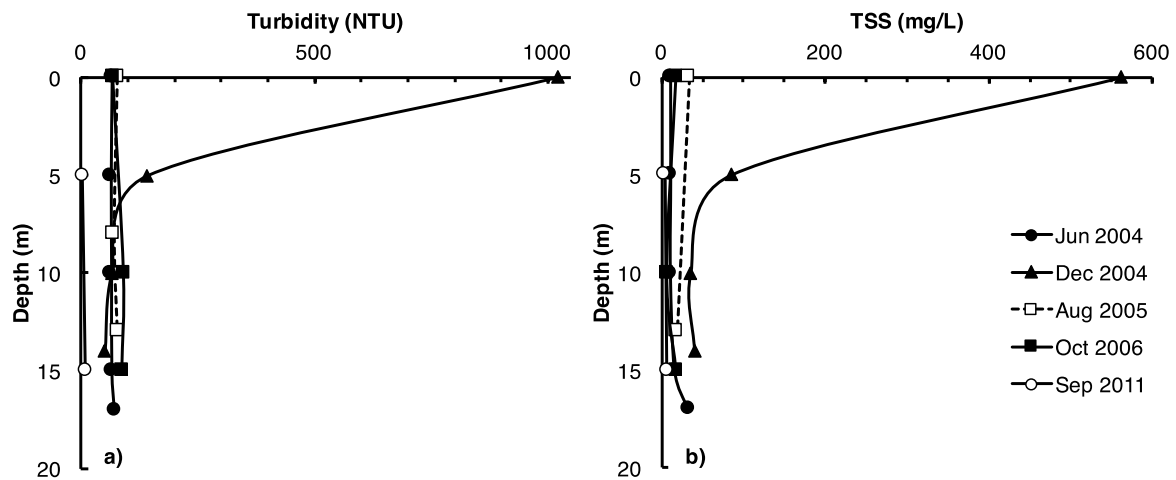 Turbidity (NTU)
0 500 1000
0
5
10
15
20
Depth (m)
a)
TSS (mg/L)
0 200 400 600
0
5
10
15
20
Depth (m)
b)
Jun 2004
Dec 2004
Aug 2005
Oct 2006
Sep 2011